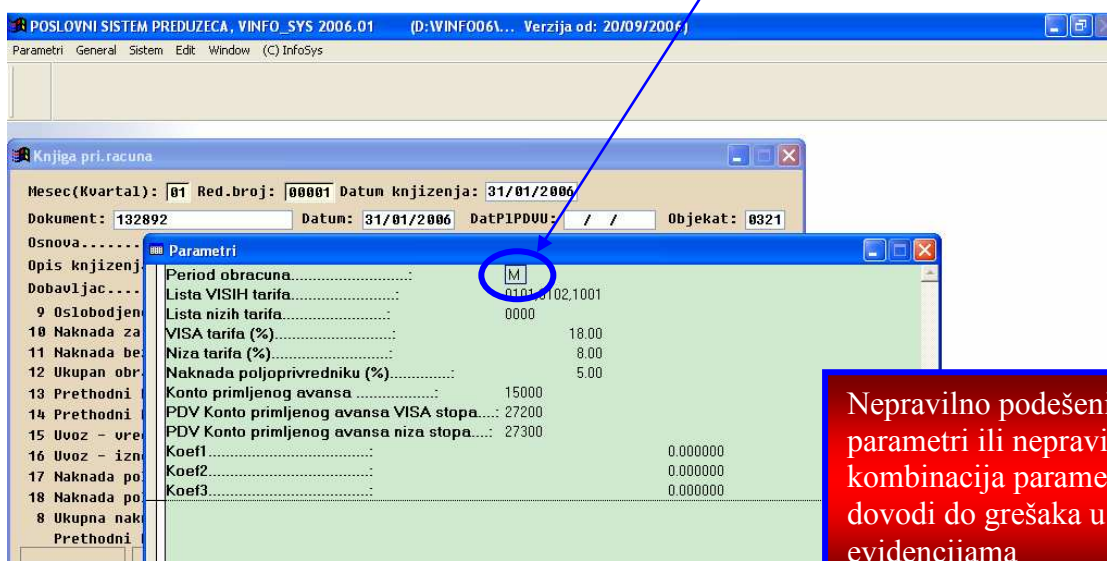 POSLOVNI SISTEM PREDUZECA, VINFO_SYS 2006.01 (D:\WINFO06\... Verzija od: 20/09/2006)
Parametri General Sistem Edit Window (C) InfoSys
Knjiga pri.racuna
Mesec(Kvartal): 01 Red.broj: 00001 Datum knjizenja: 31/01/2006
Dokument: 132892 Datum: 31/01/2006 DatPlPDVU: / / Objekat: 0321
Osnova.......
Opis knjizenj
Dobavljac....
9 Oslobodjen
10 Naknada za
11 Naknada be
12 Ukupan obr
13 Prethodni
14 Prethodni
15 Uvoz - vre
16 Uvoz - izn
17 Naknada po
18 Naknada po
8 Ukupna nak
Prethodni
Parametri
Period obracuna..........................: M
Lista VISIH tarifa.......................: 0101,0102,1001
Lista nizih tarifa.......................: 0000
VISA tarifa (%)..........................: 18.00
Niza tarifa (%)..........................: 8.00
Naknada poljoprivredniku (%).............: 5.00
Konto primljenog avansa .................: 15000
PDV Konto primljenog avansa VISA stopa....: 27200
PDV Konto primljenog avansa niza stopa....: 27300
Koef1....................................: 0.000000
Koef2....................................: 0.000000
Koef3....................................: 0.000000
Nepravilno podešeni
parametri ili nepravi
kombinacija parame
dovodi do grešaka u
evidencijama